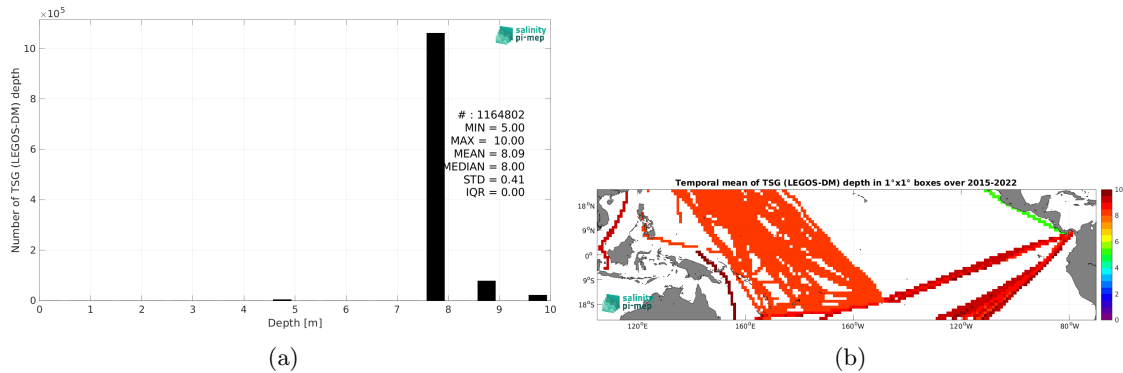 ×10⁵
salinity
pi-mep
10
8
6
4
2
0
Number of TSG (LEGOS-DM) depth
# : 1164802
MIN = 5.00
MAX = 10.00
MEAN = 8.09
MEDIAN = 8.00
STD = 0.41
IQR = 0.00
0 1 2 3 4 5 6 7 8 9 10
Depth [m]
(a)
Temporal mean of TSG (LEGOS-DM) depth in 1°x1° boxes over 2015-2022
18°N
9°N
0°
9°S
18°S
salinity
pi-mep
120°E 160°E 160°W 120°W 80°W
10
8
6
4
2
0
(b)